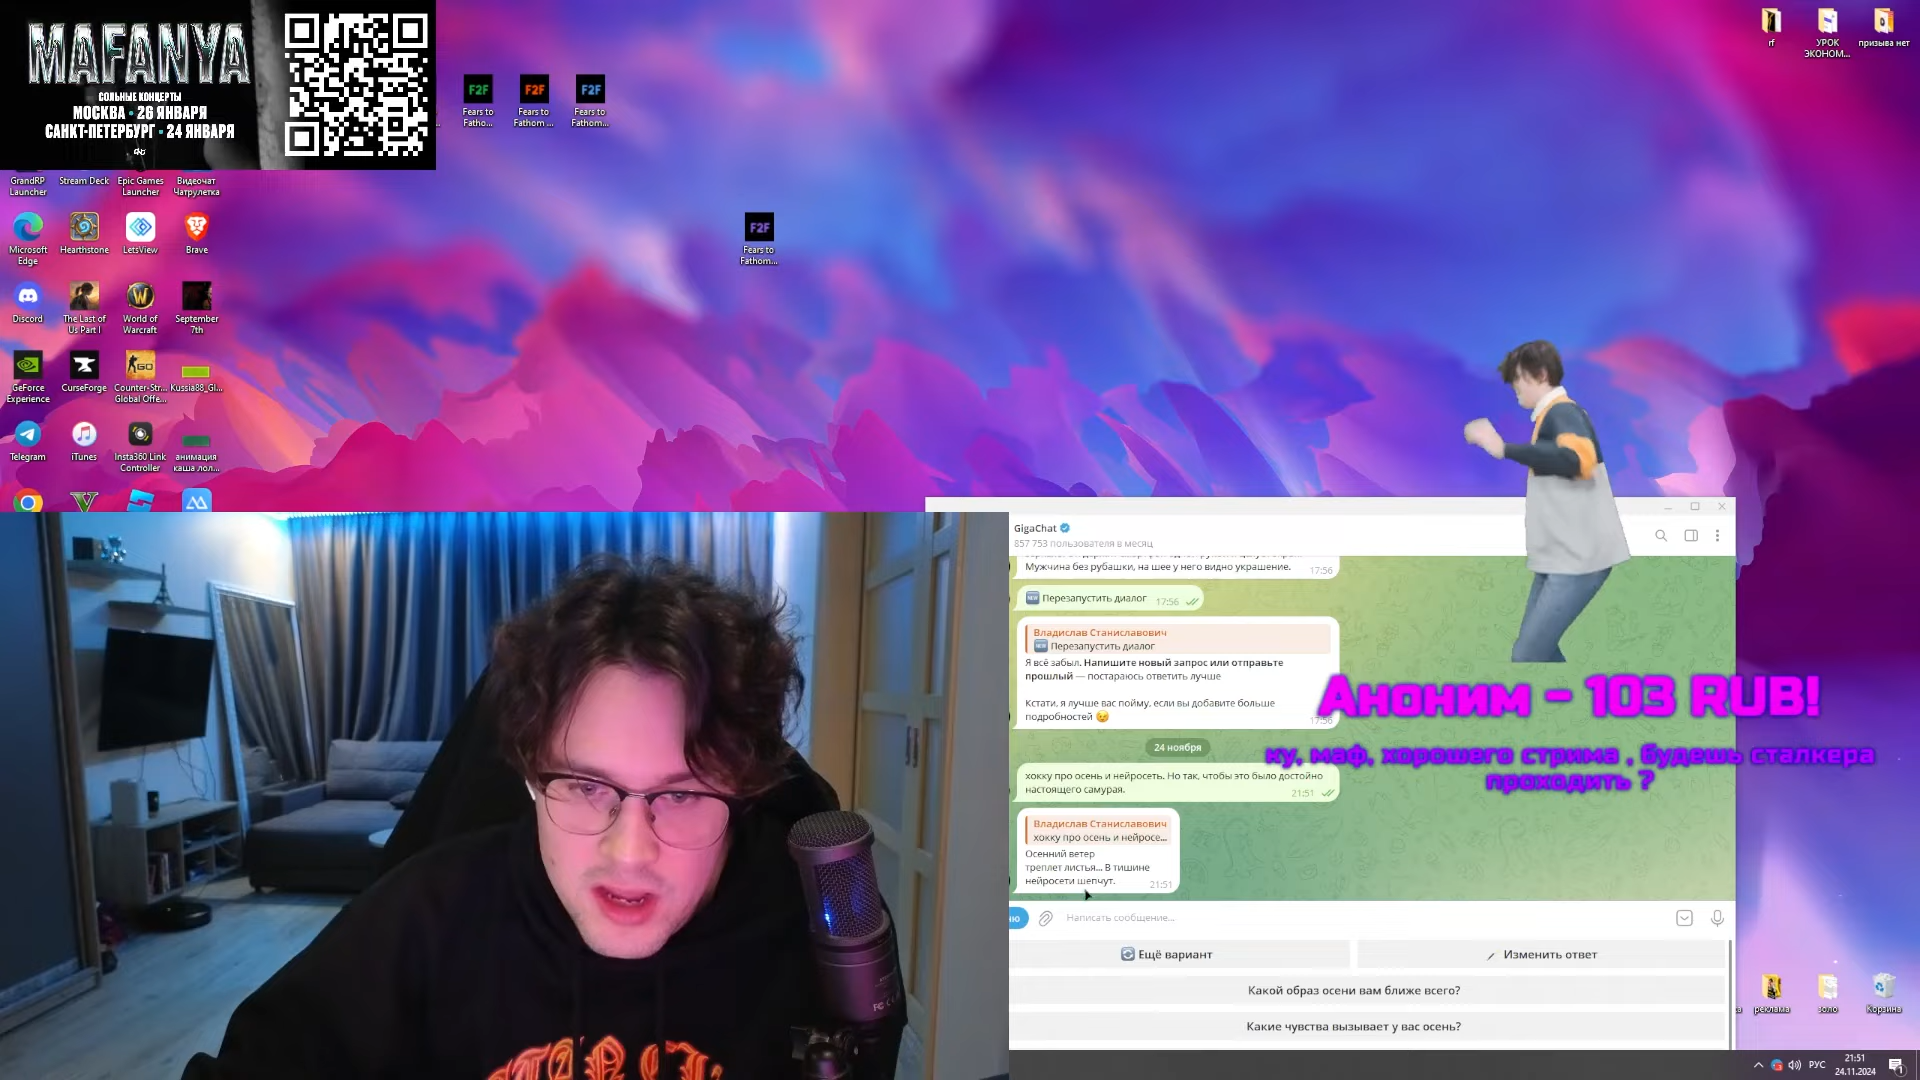 MAFANYA
СОЛЬНЫЕ КОНЦЕРТЫ
МОСКВА • 26 ЯНВАРЯ
САНКТ-ПЕТЕРБУРГ • 24 ЯНВАРЯ
F2F
Fears to
Fatho...
F2F
Fears to
Fathom ...
F2F
Fears to
Fathom...
rf
УРОК
ЭКОНОМ...
призыва нет
GrandRP
Launcher
Stream Deck
Epic Games
Launcher
Видеочат
Чатрулетка
Microsoft
Edge
Hearthstone
LetsView
Brave
F2F
Fears to
Fathom...
Discord
The Last of
Us Part I
World of
Warcraft
September
7th
GeForce
Experience
CurseForge
Counter-Str...
Global Offe...
Kussia88_Gl...
Telegram
iTunes
Insta360 Link
Controller
анимация
каша лол...
GigaChat
857 753 пользователя в месяц
Мужчина без рубашки, на шее у него видно украшение.
17:56
NEW Перезапустить диалог
17:56
Владислав Станиславович
NEW Перезапустить диалог
Я всё забыл. Напишите новый запрос или отправьте
прошлый — постараюсь ответить лучше
Кстати, я лучше вас пойму, если вы добавите больше
подробностей
17:56
24 ноября
хокку про осень и нейросеть. Но так, чтобы это было достойно
настоящего самурая.
21:51
Владислав Станиславович
хокку про осень и нейросе...
Осенний ветер
треплет листья... В тишине
нейросети шепчут.
21:51
Аноним - 103 RUB!
ку, маф, хорошего стрима , будешь сталкера
проходить ?
ню
Написать сообщение...
Ещё вариант
Изменить ответ
Какой образ осени вам ближе всего?
Какие чувства вызывает у вас осень?
реклама
золо
Корзина
РУС
21:51
24.11.2024